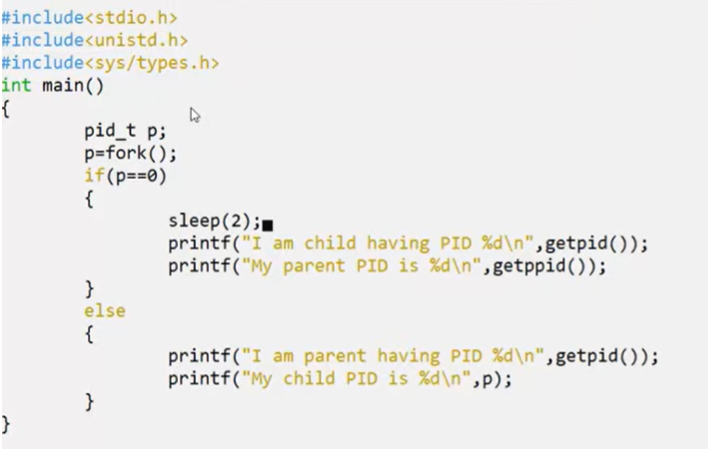 #include<stdio.h>
#include<unistd.h>
#include<sys/types.h>
int main()
{
        pid_t p;
        p=fork();
        if(p==0)
        {
                sleep(2);
                printf("I am child having PID %d\n",getpid());
                printf("My parent PID is %d\n",getppid());
        }
        else
        {
                printf("I am parent having PID %d\n",getpid());
                printf("My child PID is %d\n",p);
        }
}